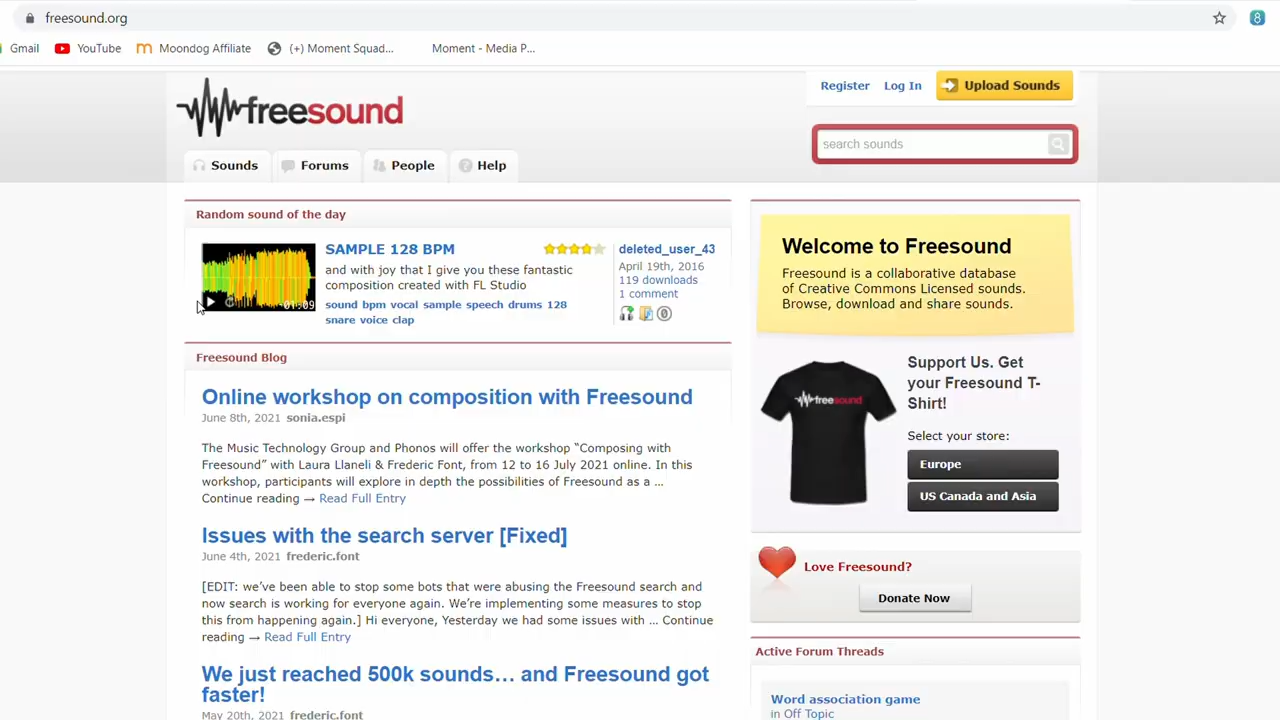 freesound.org
8
Gmail
YouTube
Moondog Affiliate
(+) Moment Squad...
Moment - Media P...
freesound
Register
Log In
Upload Sounds
search sounds
Sounds
Forums
People
Help
Random sound of the day
SAMPLE 128 BPM
and with joy that I give you these fantastic
composition created with FL Studio
sound bpm vocal sample speech drums 128
snare voice clap
01:09
deleted_user_43
April 19th, 2016
119 downloads
1 comment
0
Freesound Blog
Online workshop on composition with Freesound
June 8th, 2021 sonia.espi
The Music Technology Group and Phonos will offer the workshop “Composing with
Freesound” with Laura Llaneli & Frederic Font, from 12 to 16 July 2021 online. In this
workshop, participants will explore in depth the possibilities of Freesound as a …
Continue reading → Read Full Entry
Issues with the search server [Fixed]
June 4th, 2021 frederic.font
[EDIT: we’ve been able to stop some bots that were abusing the Freesound search and
now search is working for everyone again. We’re implementing some measures to stop
this from happening again.] Hi everyone, Yesterday we had some issues with … Continue
reading → Read Full Entry
We just reached 500k sounds… and Freesound got
faster!
May 20th, 2021 frederic.font
Welcome to Freesound
Freesound is a collaborative database
of Creative Commons Licensed sounds.
Browse, download and share sounds.
freesound
Support Us. Get
your Freesound T-
Shirt!
Select your store:
Europe
US Canada and Asia
Love Freesound?
Donate Now
Active Forum Threads
Word association game
in Off Topic